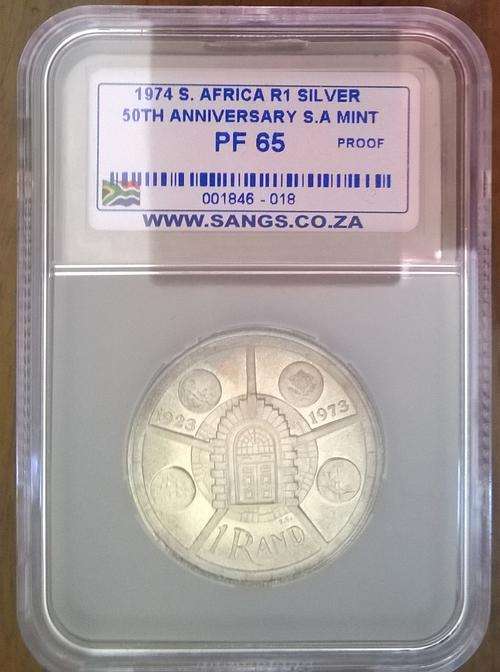 1974 S. AFRICA R1 SILVER
50TH ANNIVERSARY S.A MINT
PF 65 PROOF
001846 - 018
WWW.SANGS.CO.ZA
1923 1973
1 RAND